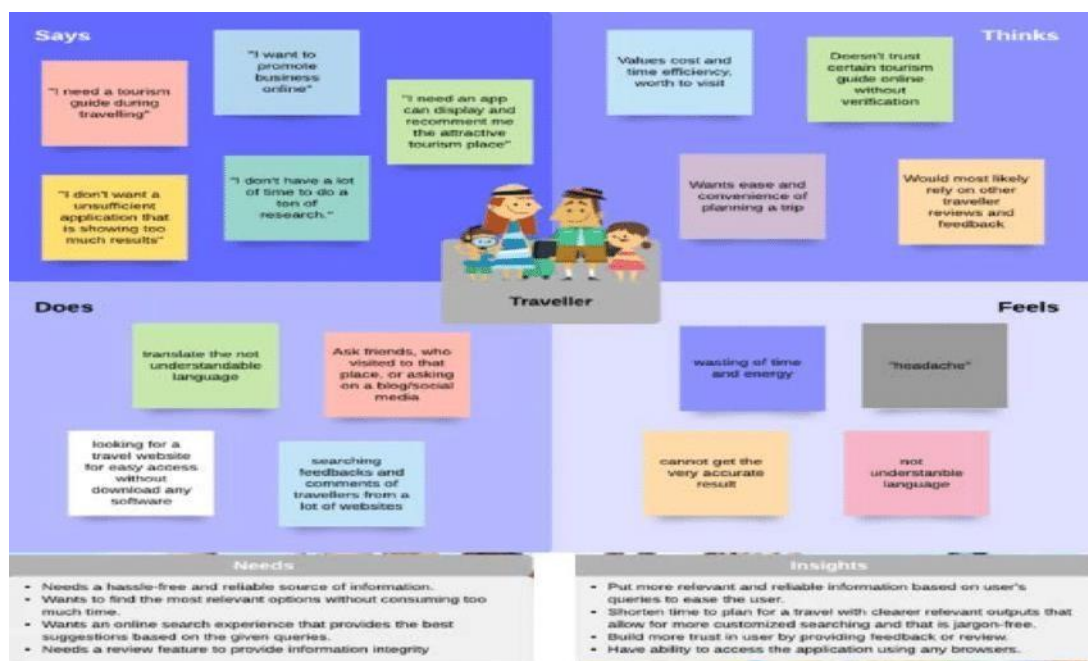 Says
"I need a tourism
guide during
travelling"
"I want to
promote
business
online"
"I need an app
can display and
recomment me
the attractive
tourism place"
"I don't want a
unsufficient
application that
is showing too
much results"
"I don't have a lot
of time to do a
ton of
research."
Thinks
Values cost and
time efficiency,
worth to visit
Doesn't trust
certain tourism
guide online
without
verification
Wants ease and
convenience of
planning a trip
Would most likely
rely on other
traveller
reviews and
feedback
Traveller
Does
translate the not
understandable
language
Ask friends, who
visited to that
place, or asking
on a blog/social
media
looking for a
travel website
for easy access
without
download any
software
searching
feedbacks and
comments of
travellers from a
lot of websites
Feels
wasting of time
and energy
"headache"
cannot get the
very accurate
result
not
understanble
language
Needs
• Needs a hassle-free and reliable source of information.
• Wants to find the most relevant options without consuming too
much time.
• Wants an online search experience that provides the best
suggestions based on the given queries.
• Needs a review feature to provide information integrity
Insights
• Put more relevant and reliable information based on user's
queries to ease the user.
• Shorten time to plan for a travel with clearer relevant outputs that
allow for more customized searching and that is jargon-free.
• Build more trust in user by providing feedback or review.
• Have ability to access the application using any browsers.